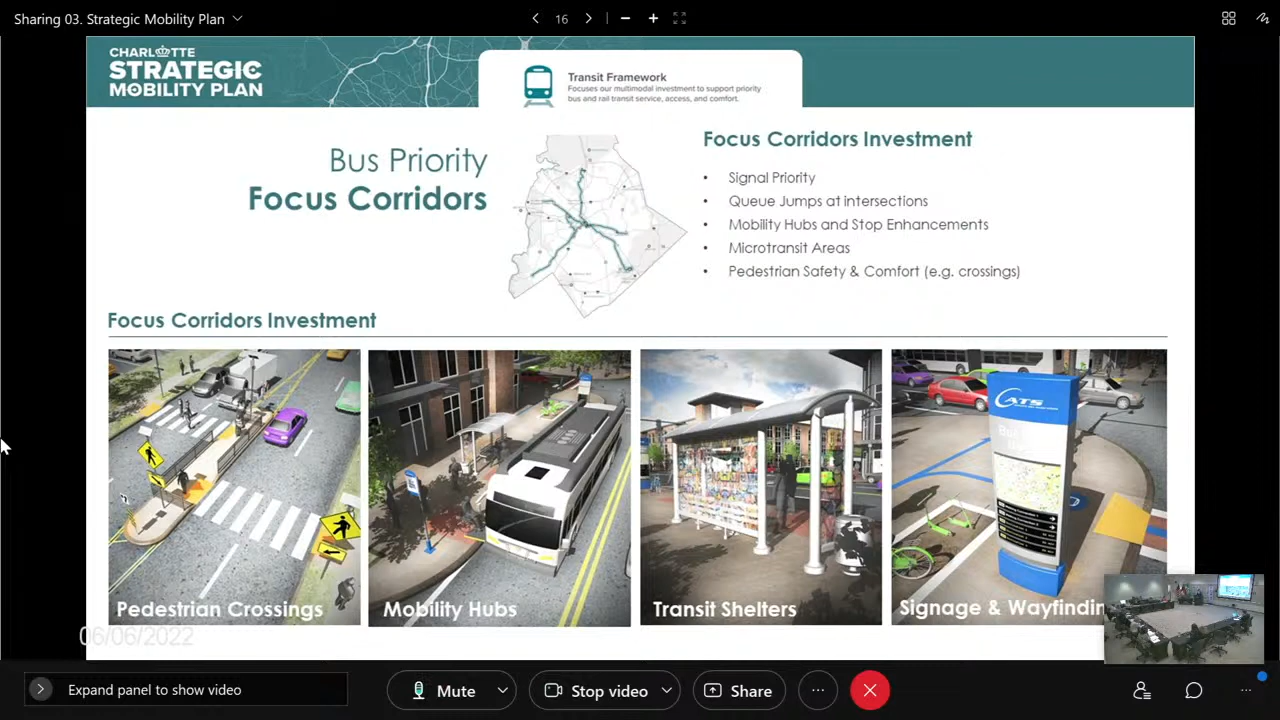 Sharing 03. Strategic Mobility Plan
16
CHARLOTTE
STRATEGIC
MOBILITY PLAN
Transit Framework
Focuses our multimodal investment to support priority
bus and rail transit service, access, and comfort.
Bus Priority
Focus Corridors
Focus Corridors Investment
• Signal Priority
• Queue Jumps at intersections
• Mobility Hubs and Stop Enhancements
• Microtransit Areas
• Pedestrian Safety & Comfort (e.g. crossings)
Focus Corridors Investment
CATS
Pedestrian Crossings
Mobility Hubs
Transit Shelters
Signage & Wayfindin
06/06/2022
Expand panel to show video
Mute
Stop video
Share